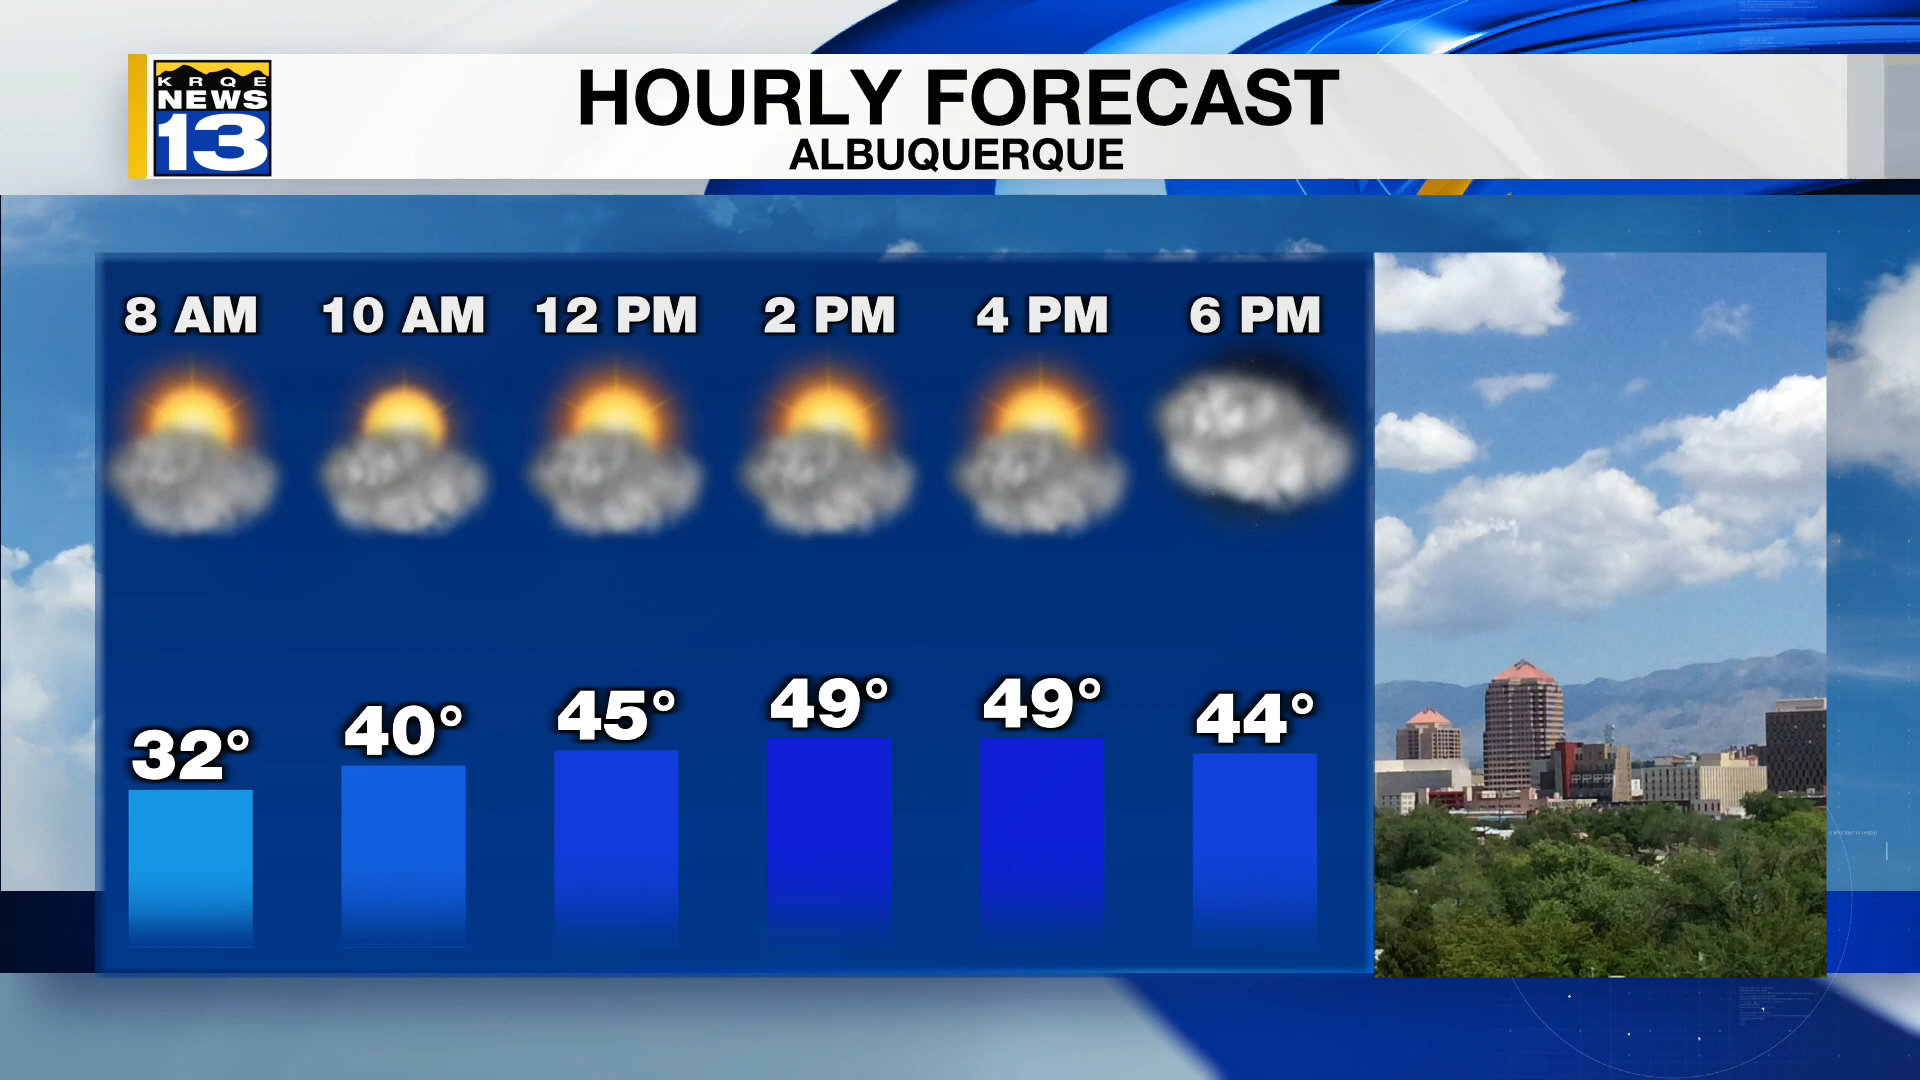 KRQE
NEWS
13
HOURLY FORECAST
ALBUQUERQUE
8 AM 10 AM 12 PM 2 PM 4 PM 6 PM
32° 40° 45° 49° 49° 44°